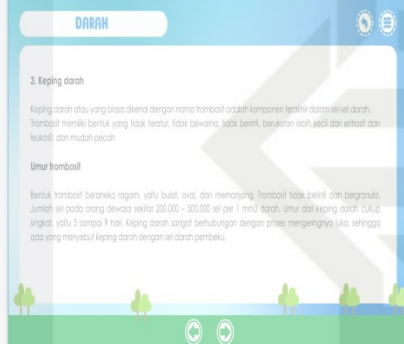 DARAH
3. Keping darah
Keping darah atau yang biasa dikenal dengan nama trombosit adalah komponen terakhir dalam sel-sel darah.
Trombosit memiliki bentuk yang tidak teratur, tidak bewarna, tidak berinti, berukuran lebih kecil dari eritrosit dan
leukosit, dan mudah pecah.
Umur trombosit
Bentuk trombosit beraneka ragam, yaitu bulat, oval, dan memanjang. Trombosit tidak berinti dan bergranula.
Jumlah sel pada orang dewasa sekitar 200.000 – 500.000 sel per 1 mm3 darah. Umur dari keping darah cukup
singkat, yaitu 5 sampai 9 hari. Keping darah sangat berhubungan dengan proses mengeringnya luka, sehingga
ada yang menyebut keping darah dengan sel darah pembeku.